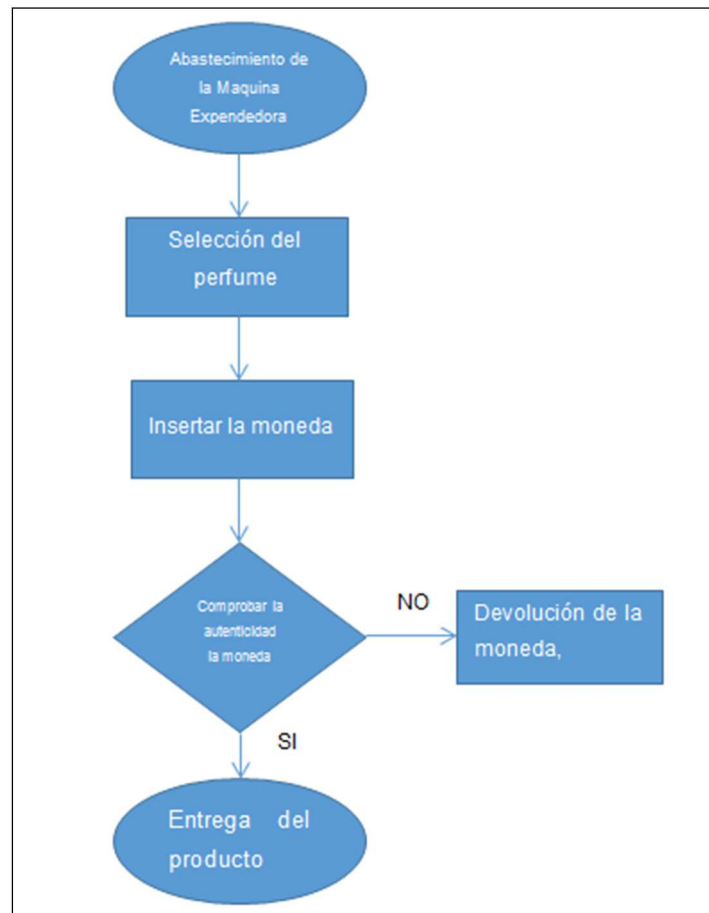 Abastecimiento de
la Maquina
Expendedora
Selección del
perfume
Insertar la moneda
Comprobar la
autenticidad
la moneda
NO
Devolución de la
moneda,
SI
Entrega del
producto